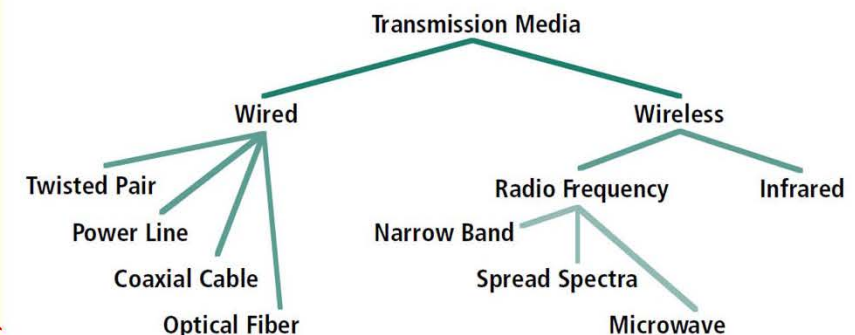 Transmission Media
Wired
Wireless
Twisted Pair
Radio Frequency
Infrared
Power Line
Narrow Band
Coaxial Cable
Spread Spectra
Optical Fiber
Microwave